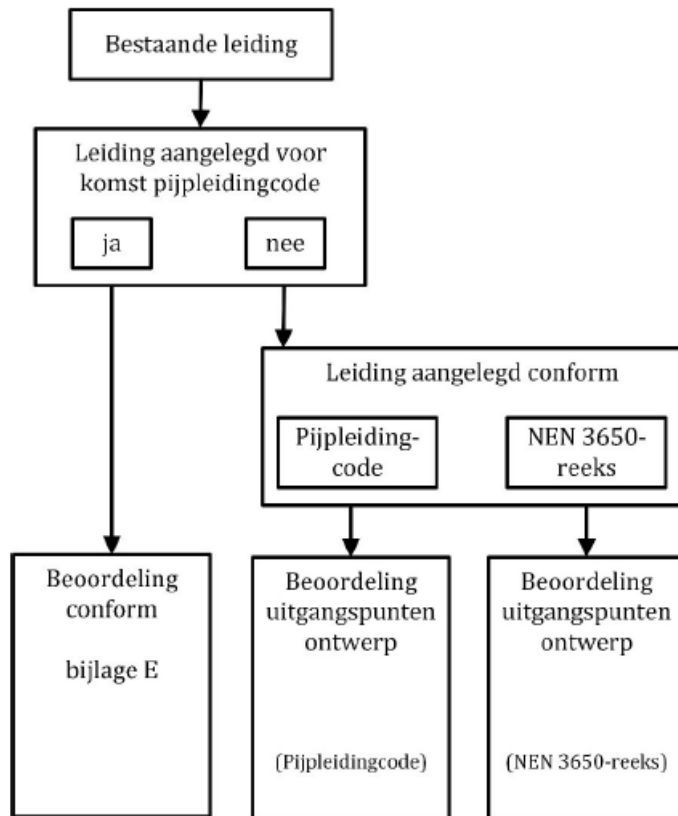 Bestaande leiding
Leiding aangelegd voor
komst pijpleidingcode
ja
nee
Leiding aangelegd conform
Pijpleiding-
code
NEN 3650-
reeks
Beoordeling
conform
bijlage E
Beoordeling
uitgangspunten
ontwerp
(Pijpleidingcode)
Beoordeling
uitgangspunten
ontwerp
(NEN 3650-reeks)